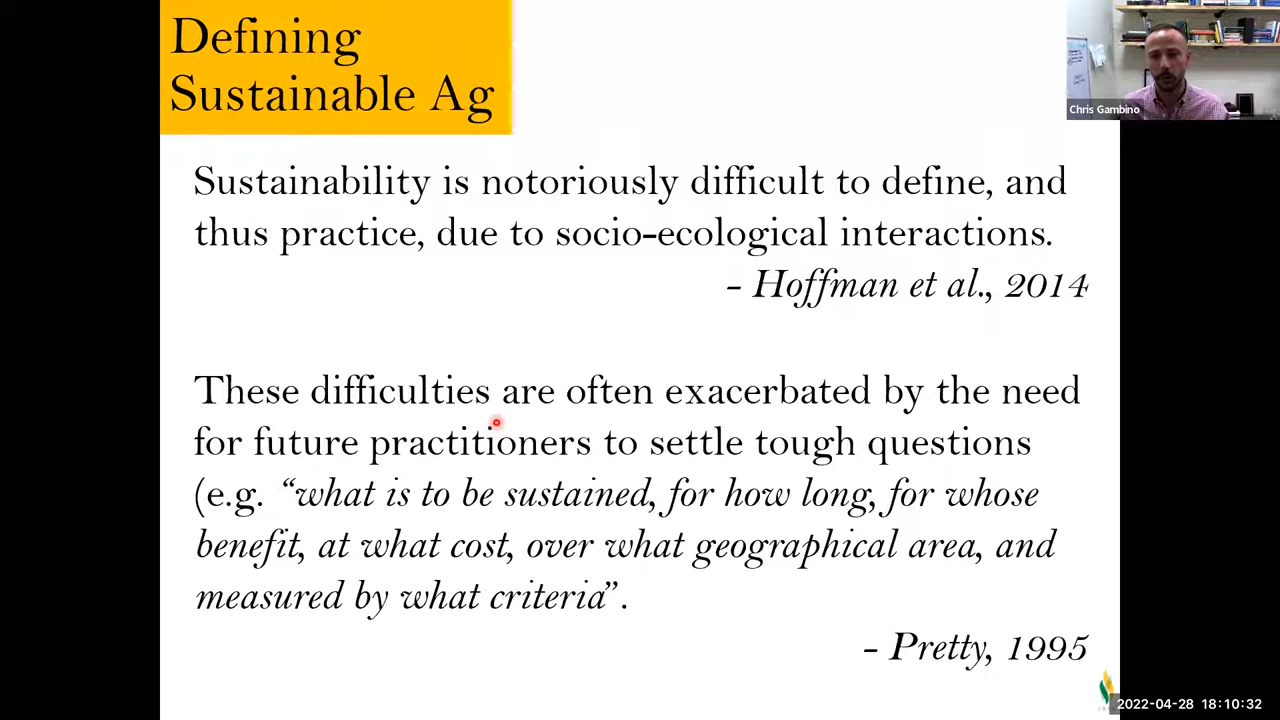 Defining
Sustainable Ag
Chris Gambino
Sustainability is notoriously difficult to define, and
thus practice, due to socio-ecological interactions.
- Hoffman et al., 2014
These difficulties are often exacerbated by the need
for future practitioners to settle tough questions
(e.g. “what is to be sustained, for how long, for whose
benefit, at what cost, over what geographical area, and
measured by what criteria”.
- Pretty, 1995
2022-04-28 18:10:32